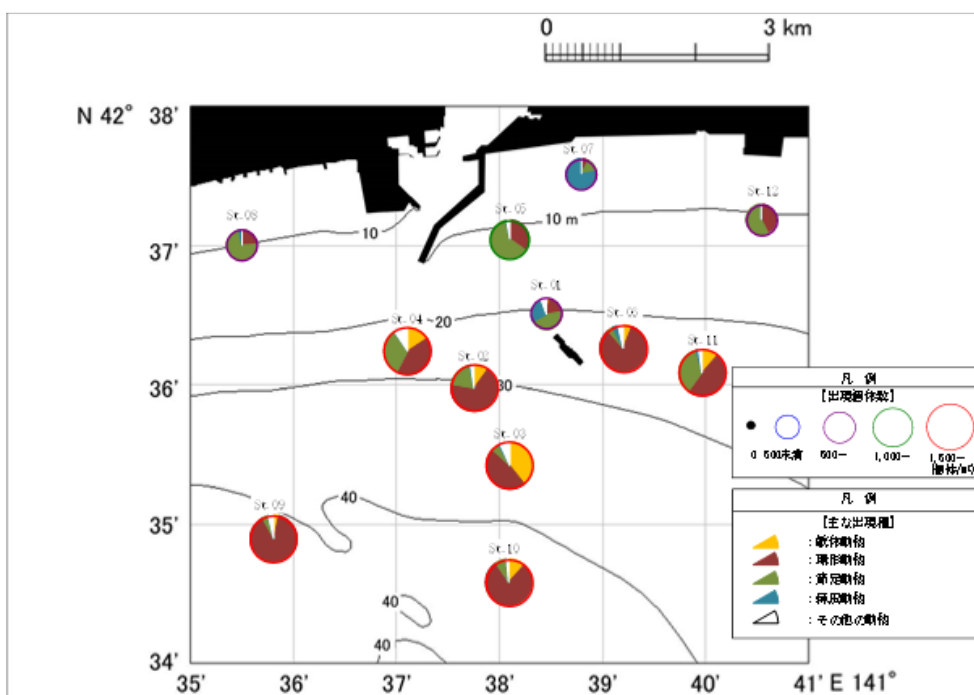 0 3 km
N 42° 38'
St.07
St.12
St.05
St.08
10 m
10
37'
St.01
St.04
20
St.11
St.02
36'
30
St.03
40
St.09
35'
St.10
40
40
34'
35' 36' 37' 38' 39' 40' 41' E 141°
凡 例
【出現個体数】
0 500未満 500- 1,000- 1,500-
凡 例
【主な出現種】
:軟体動物
:環形動物
:節足動物
:棘皮動物
:その他の動物